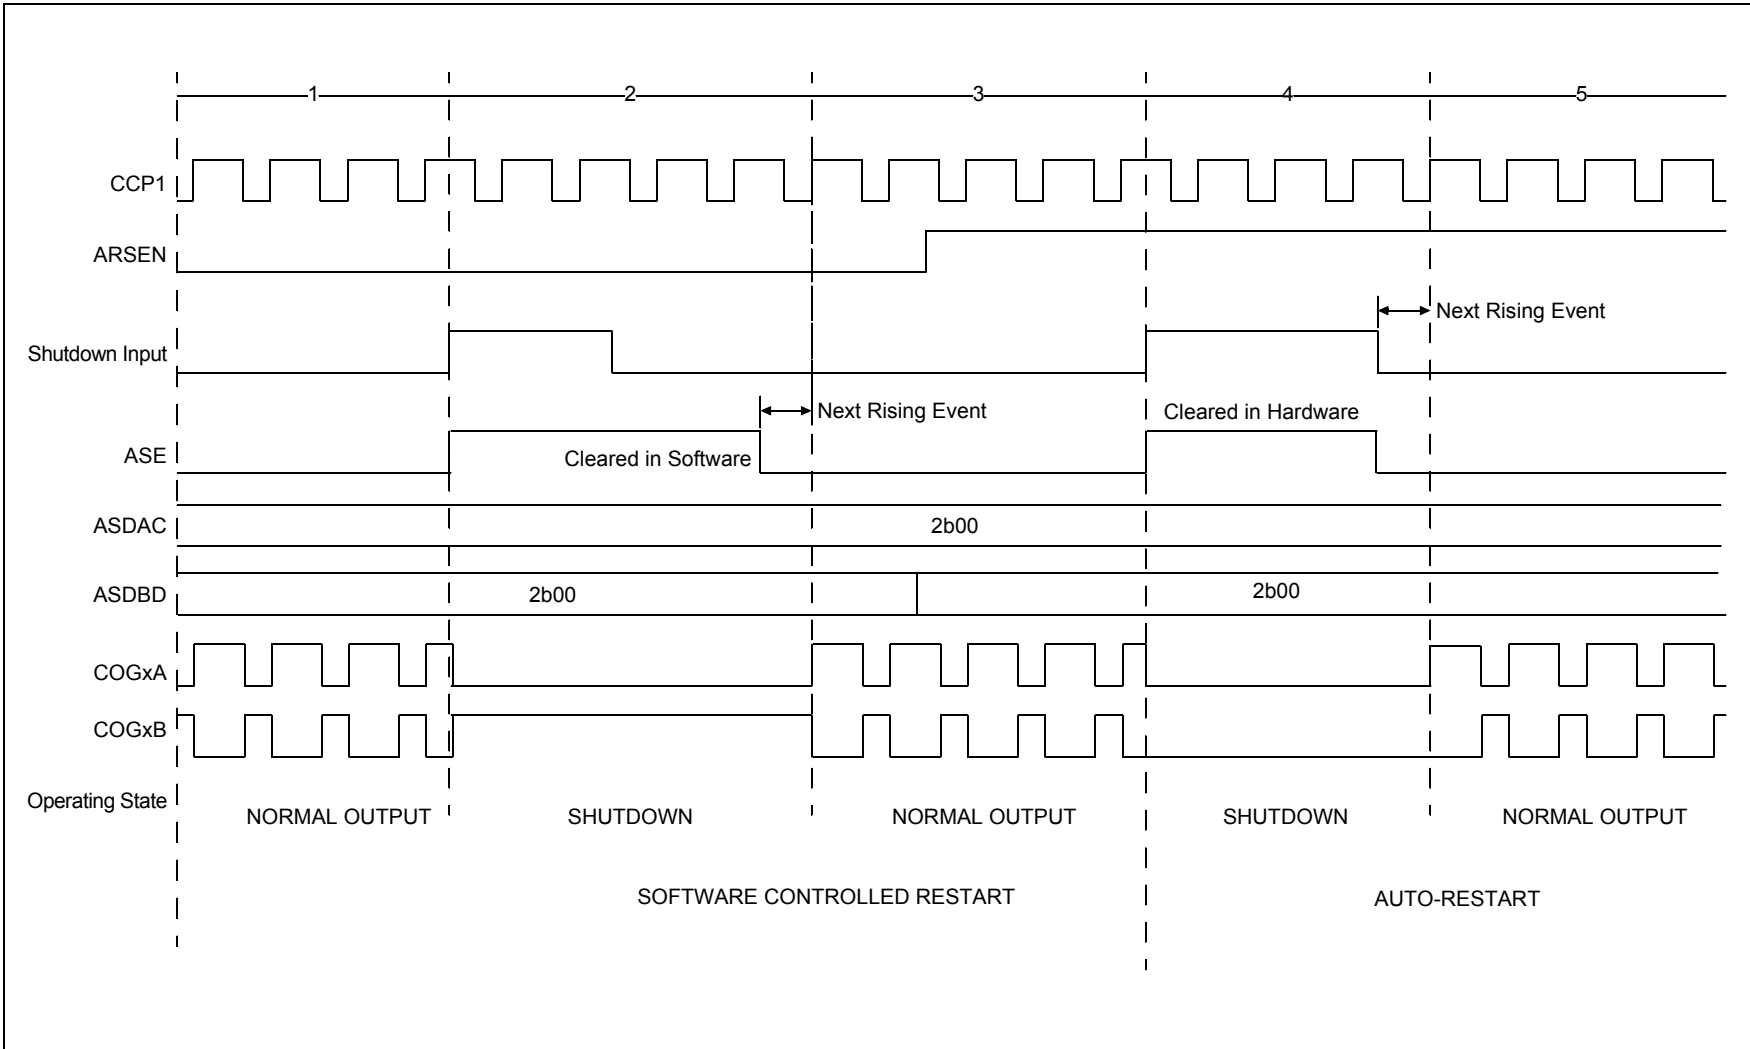 1 2 3 4 5
CCP1
ARSEN
Next Rising Event
Shutdown Input
Next Rising Event Cleared in Hardware
ASE Cleared in Software
ASDAC 2b00
ASDBD 2b00 2b00
COGxA
COGxB
Operating State
NORMAL OUTPUT SHUTDOWN NORMAL OUTPUT SHUTDOWN NORMAL OUTPUT
SOFTWARE CONTROLLED RESTART AUTO-RESTART